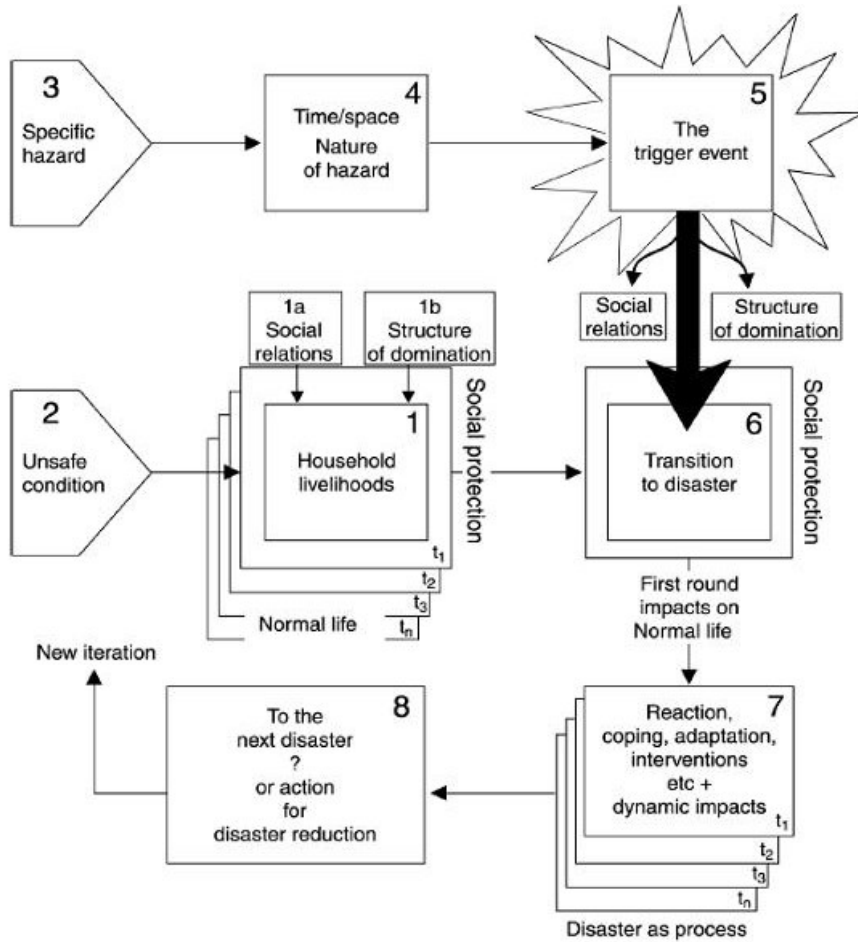 3
Specific
hazard
4
Time/space
Nature
of hazard
5
The
trigger event
Social
relations
Structure
of domination
1a
Social
relations
1b
Structure
of domination
2
Unsafe
condition
1
Household
livelihoods
t1
t2
t3
tn
Normal life
Social protection
6
Transition
to disaster
Social protection
First round
impacts on
Normal life
7
Reaction,
coping, adaptation,
interventions
etc +
dynamic impacts
t1
t2
t3
tn
Disaster as process
8
To the
next disaster
?
or action
for
disaster reduction
New iteration